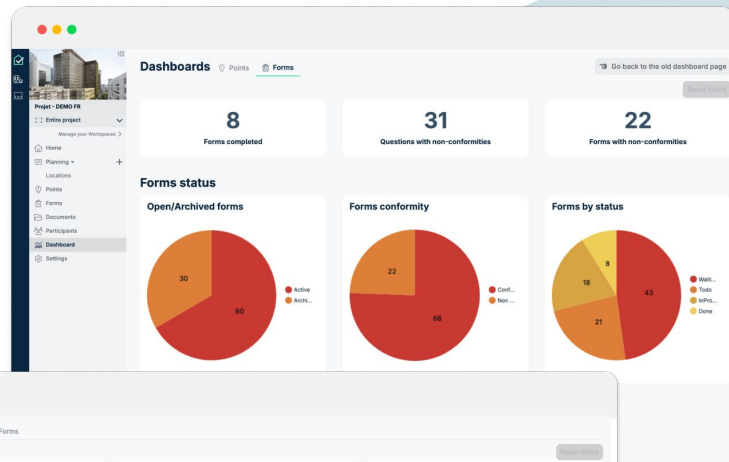 Dashboards
Points
Forms
Go back to the old dashboard page
Reset filters
Projet - DEMO FR
Entire project
Manage your Workspaces
Home
Planning
Locations
Points
Forms
Documents
Participants
Dashboard
Settings
8
Forms completed
31
Questions with non-conformities
22
Forms with non-conformities
Forms status
Open/Archived forms
30
60
Active
Archi...
Forms conformity
22
68
Conf...
Non ...
Forms by status
8
18
43
21
Waiti...
Todo
InPro...
Done
Forms
Reset filters